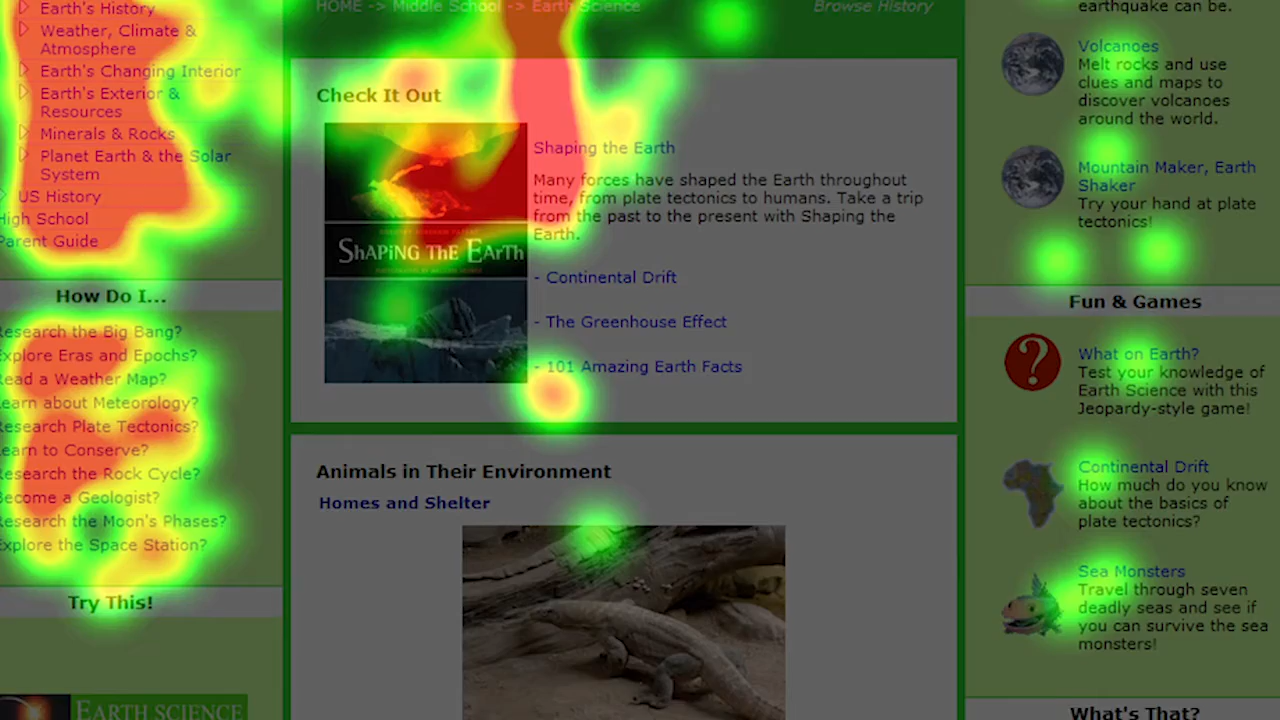 Earth's History
Weather, Climate &
Atmosphere
Earth's Changing Interior
Earth's Exterior &
Resources
Minerals & Rocks
Planet Earth & the Solar
System
US History
High School
Parent Guide
How Do I...
Research the Big Bang?
Explore Eras and Epochs?
Read a Weather Map?
Learn about Meteorology?
Research Plate Tectonics?
Learn to Conserve?
Research the Rock Cycle?
Become a Geologist?
Research the Moon's Phases?
Explore the Space Station?
Try This!
EARTH SCIENCE
HOME -> Middle School -> Earth Science
Browse History
Check It Out
SHAPING THE EARTH
Shaping the Earth
Many forces have shaped the Earth throughout
time, from plate tectonics to humans. Take a trip
from the past to the present with Shaping the
Earth.
- Continental Drift
- The Greenhouse Effect
- 101 Amazing Earth Facts
Animals in Their Environment
Homes and Shelter
earthquake can be.
Volcanoes
Melt rocks and use
clues and maps to
discover volcanoes
around the world.
Mountain Maker, Earth
Shaker
Try your hand at plate
tectonics!
Fun & Games
What on Earth?
Test your knowledge of
Earth Science with this
Jeopardy-style game!
Continental Drift
How much do you know
about the basics of
plate tectonics?
Sea Monsters
Travel through seven
deadly seas and see if
you can survive the sea
monsters!
What's That?